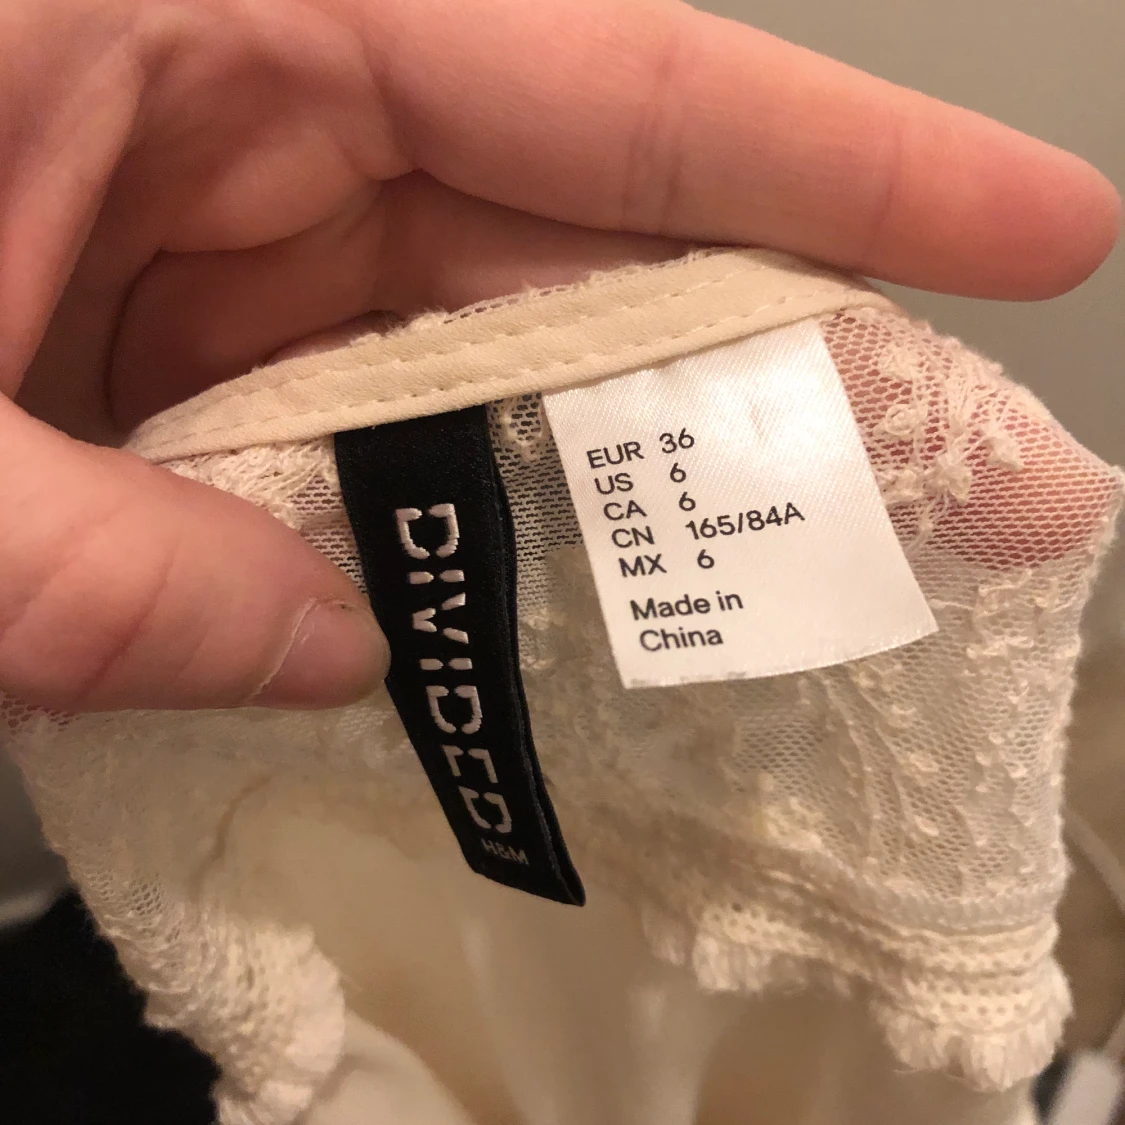 DIVIDED
H&M
EUR 36
US 6
CA 6
CN 165/84A
MX 6
Made in
China